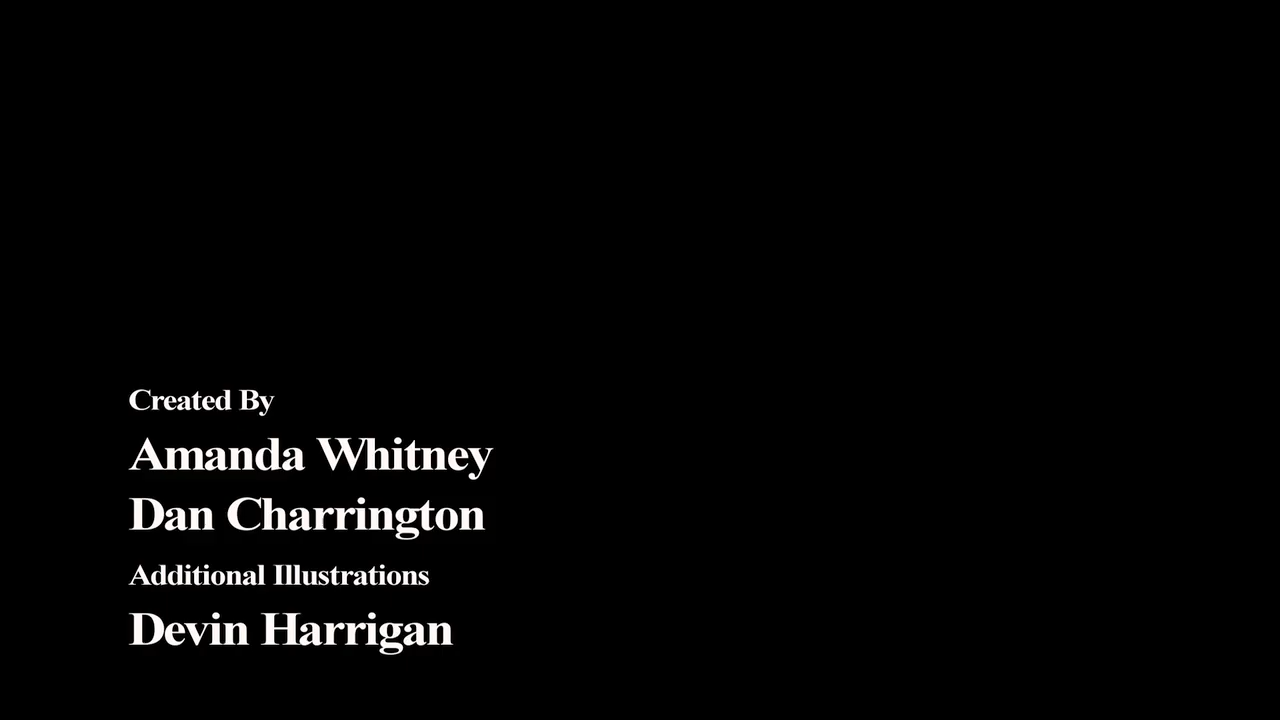 Created By
Amanda Whitney
Dan Charrington
Additional Illustrations
Devin Harrigan